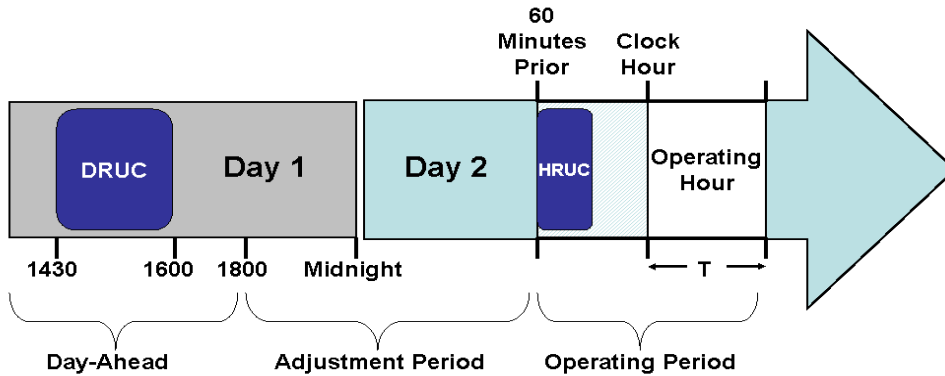 60
Minutes
Prior
Clock
Hour
DRUC
Day 1
Day 2
HRUC
Operating
Hour
1430
1600
1800
Midnight
T
Day-Ahead
Adjustment Period
Operating Period